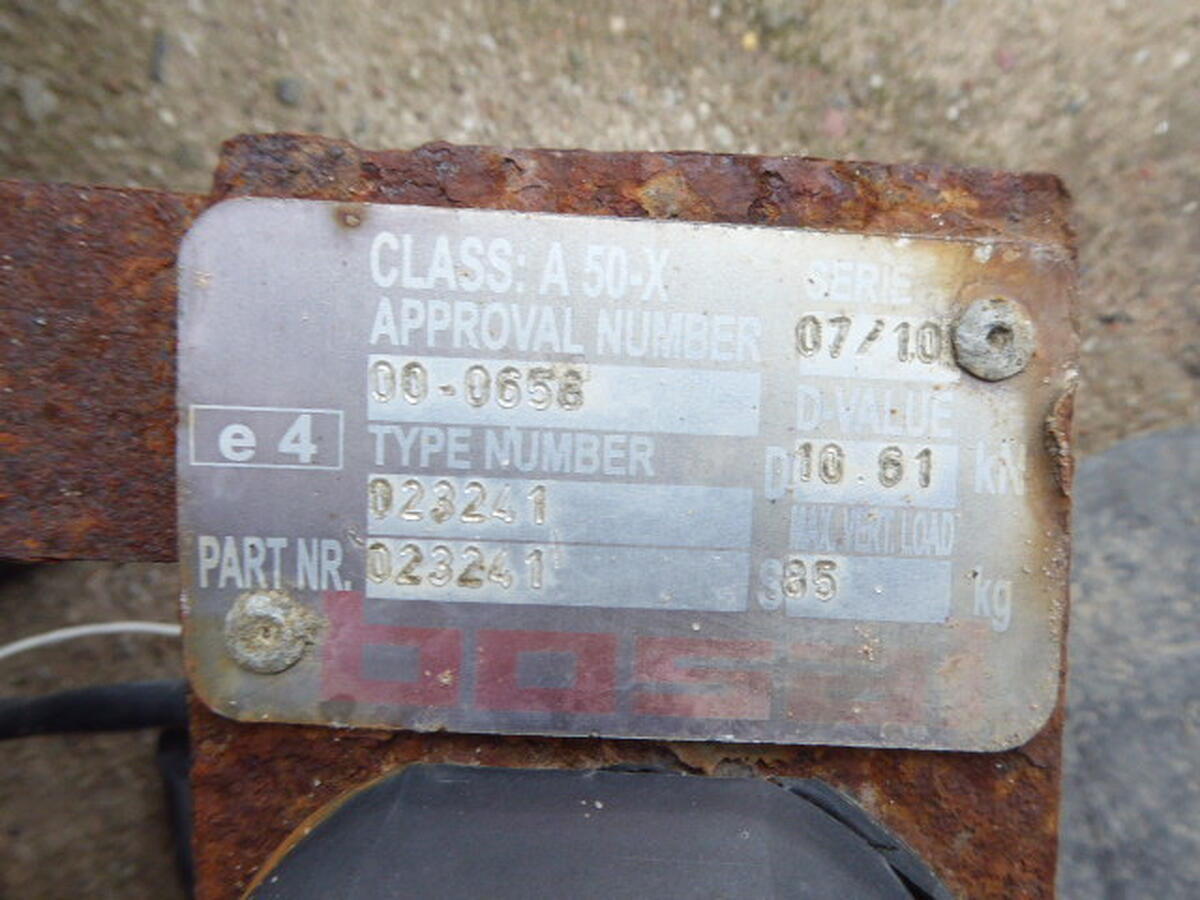 CLASS: A 50-X
SERIE
APPROVAL NUMBER
07/10
00-0658
D-VALUE
e 4
TYPE NUMBER
D 10.61 kN
023241
MAX. VERT. LOAD
PART NR. 023241
S 85 kg
bosal